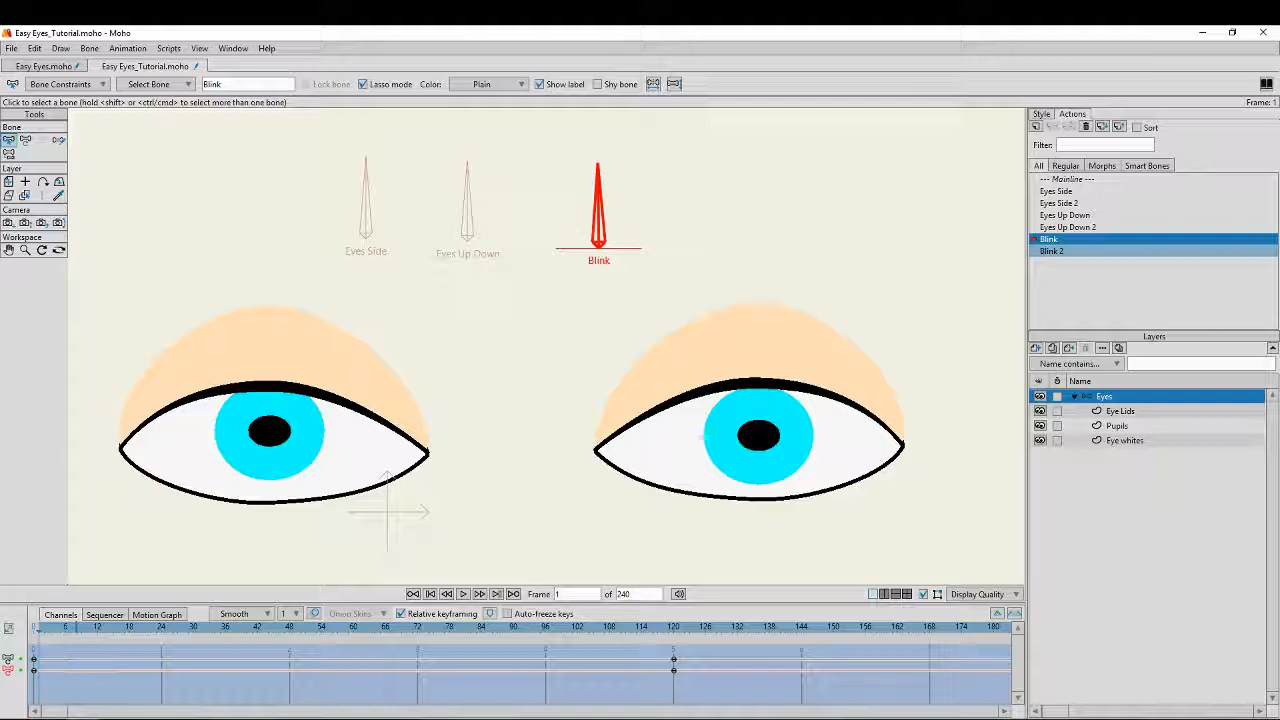 Easy Eyes_Tutorial.moho - Moho
File Edit Draw Bone Animation Scripts View Window Help
Easy Eyes.moho Easy Eyes_Tutorial.moho
Bone Constraints Select Bone Blink Lock bone Lasso mode Color: Plain Show label Shy bone
Click to select a bone (hold <shift> or <ctrl/cmd> to select more than one bone) Frame: 1
Tools
Bone
Layer
Camera
Workspace
Eyes Side
Eyes Up Down
Blink
Style Actions
Sort
Filter:
All Regular Morphs Smart Bones
--- Mainline ---
Eyes Side
Eyes Side 2
Eyes Up Down
Eyes Up Down 2
Blink
Blink 2
Layers
Name contains...
Name
Eyes
Eye Lids
Pupils
Eye whites
Frame 1 of 240 Display Quality
Channels Sequencer Motion Graph Smooth 1 Onion Skins Relative keyframing Auto-freeze keys
0 6 12 18 24 30 36 42 48 54 60 66 72 78 84 90 96 102 108 114 120 126 132 138 144 150 156 162 168 174 180